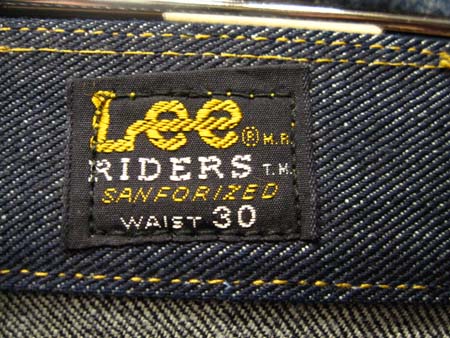 Lee® M.R.
RIDERS T.M.
SANFORIZED
WAIST 30